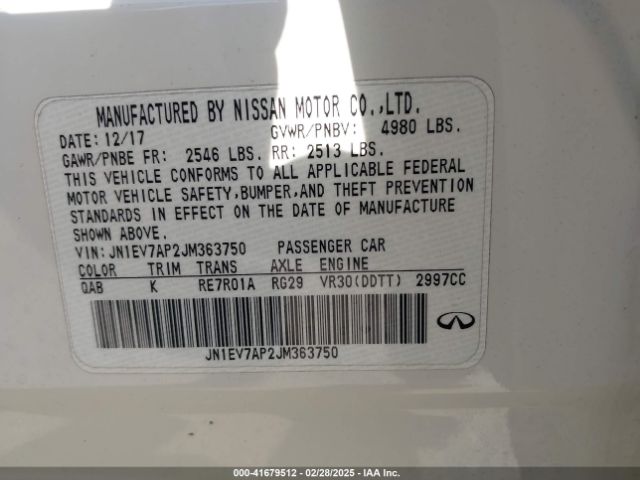 MANUFACTURED BY NISSAN MOTOR CO.,LTD.
DATE: 12/17 GVWR/PNBV: 4980 LBS.
GAWR/PNBE FR: 2546 LBS. RR: 2513 LBS.
THIS VEHICLE CONFORMS TO ALL APPLICABLE FEDERAL
MOTOR VEHICLE SAFETY,BUMPER,AND THEFT PREVENTION
STANDARDS IN EFFECT ON THE DATE OF MANUFACTURE
SHOWN ABOVE.
VIN: JN1EV7AP2JM363750 PASSENGER CAR
COLOR TRIM TRANS AXLE ENGINE
QAB K RE7R01A RG29 VR30(DDTT) 2997CC
JN1EV7AP2JM363750
000-41679512 - 02/28/2025 - IAA Inc.